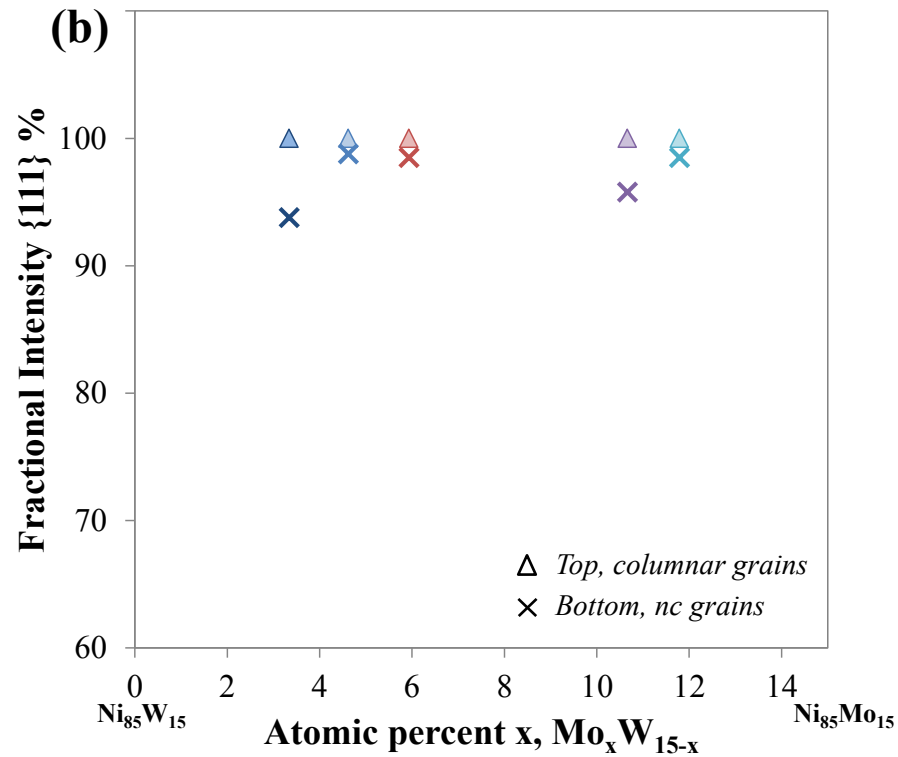 (b)
Fractional Intensity {111} %
100
90
80
70
60
Top, columnar grains
Bottom, nc grains
0 2 4 6 8 10 12 14
Ni₈₅W₁₅ Ni₈₅Mo₁₅
Atomic percent x, MoₓW₁₅₋ₓ